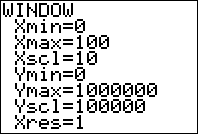 WINDOW
Xmin=0
Xmax=100
Xscl=10
Ymin=0
Ymax=1000000
Yscl=100000
Xres=1